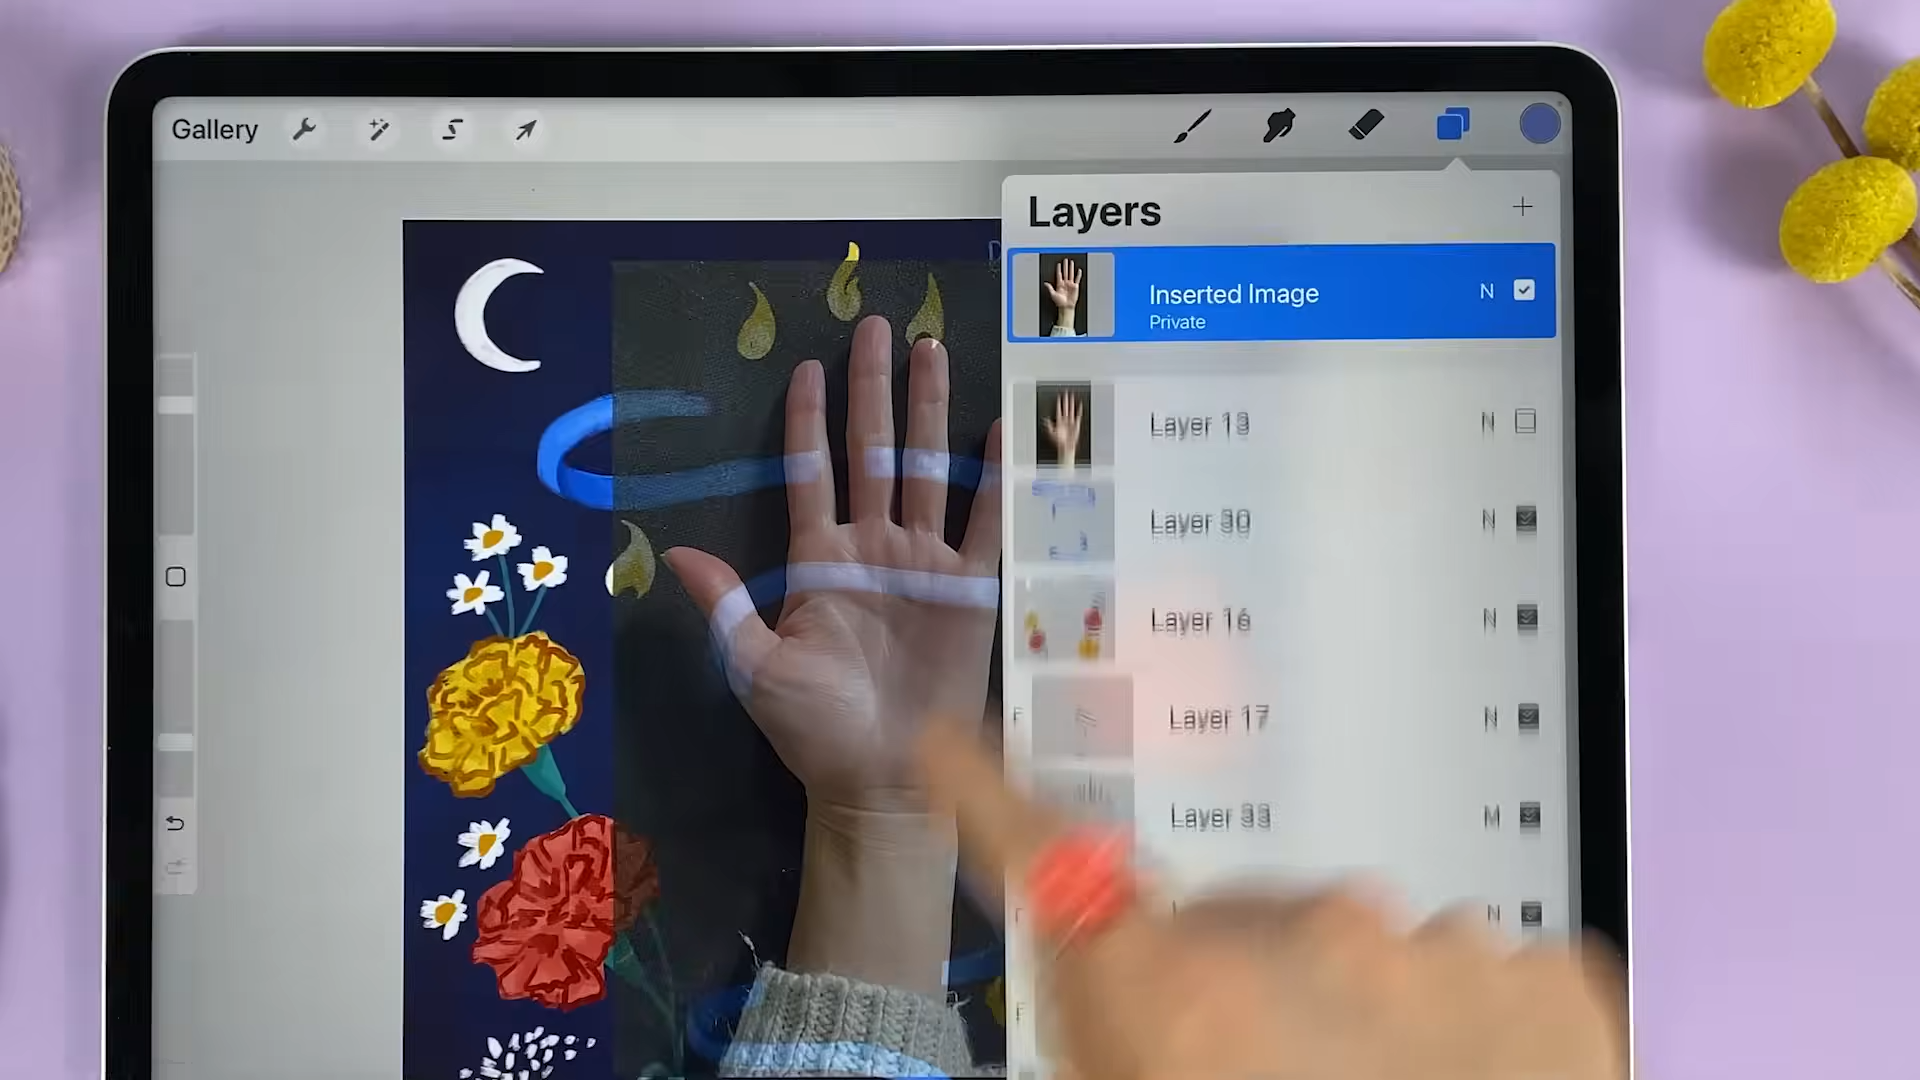 Gallery
Layers
Inserted Image
N
Private
Layer 13
N
Layer 30
N
Layer 16
N
Layer 17
N
Layer 33
M
N